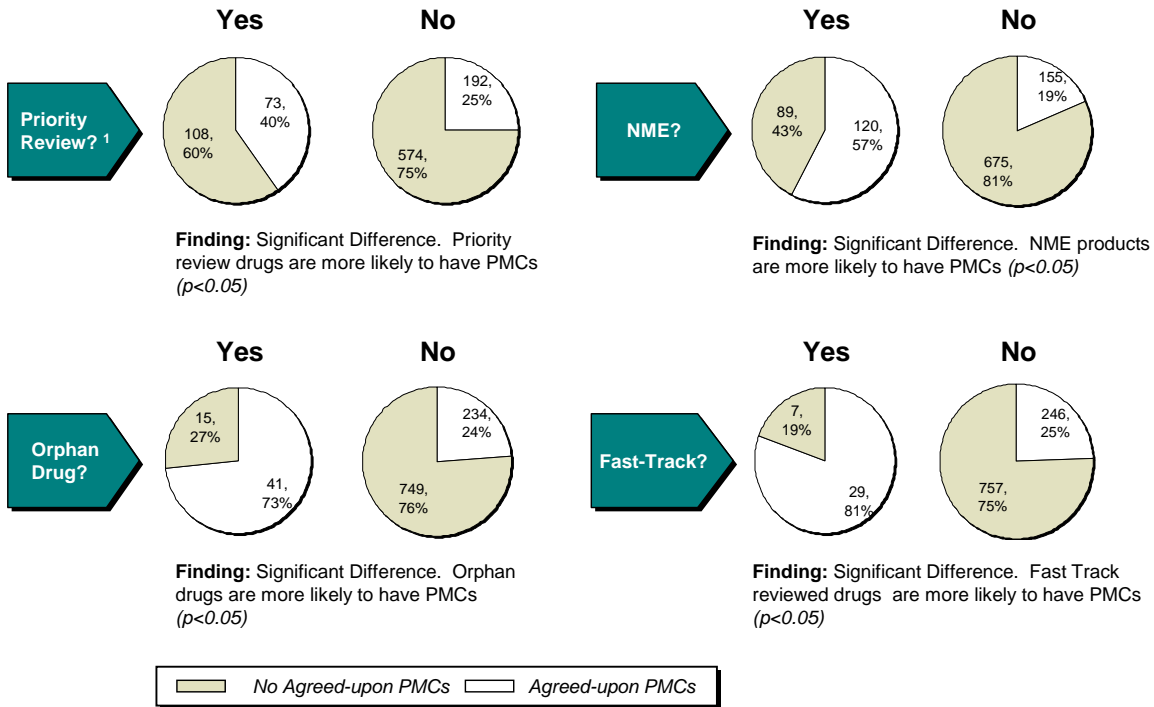 Yes
No
Priority
Review? 1
108,
60%
73,
40%
192,
25%
574,
75%
Finding: Significant Difference.  Priority
review drugs are more likely to have PMCs
(p<0.05)
Yes
No
NME?
89,
43%
120,
57%
155,
19%
675,
81%
Finding: Significant Difference.  NME products
are more likely to have PMCs (p<0.05)
Yes
No
Orphan
Drug?
15,
27%
41,
73%
234,
24%
749,
76%
Finding: Significant Difference.  Orphan
drugs are more likely to have PMCs
(p<0.05)
Yes
No
Fast-Track?
7,
19%
29,
81%
246,
25%
757,
75%
Finding: Significant Difference.  Fast Track
reviewed drugs  are more likely to have PMCs
(p<0.05)
No Agreed-upon PMCs
Agreed-upon PMCs